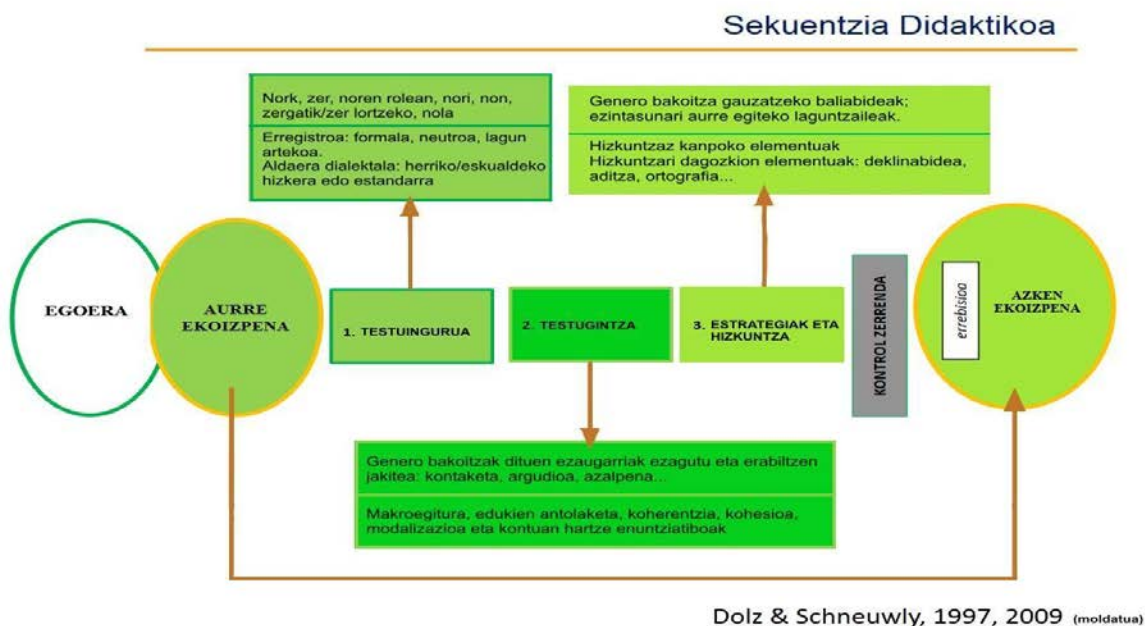 Sekuentzia Didaktikoa
Nork, zer, noren rolean, nori, non,
zergatik/zer lortzeko, nola
Erregistroa: formala, neutroa, lagun
artekoa.
Aldaera dialektala: herriko/eskualdeko
hizkera edo estandarra
Genero bakoitza gauzatzeko baliabideak;
ezintasunari aurre egiteko laguntzaileak.
Hizkuntzaz kanpoko elementuak
Hizkuntzari dagozkion elementuak: deklinabidea,
aditza, ortografia...
EGOERA
AURRE
EKOIZPENA
1. TESTUINGURUA
2. TESTUGINTZA
3. ESTRATEGIAK ETA
HIZKUNTZA
KONTROL ZERRENDA
errebisioa
AZKEN
EKOIZPENA
Genero bakoitzak dituen ezaugarriak ezagutu eta erabiltzen
jakitea: kontaketa, argudioa, azalpena...
Makroegitura, edukien antolaketa, koherentzia, kohesioa,
modalizazioa eta kontuan hartze enuntziatiboak
Dolz & Schneuwly, 1997, 2009 (moldatua)